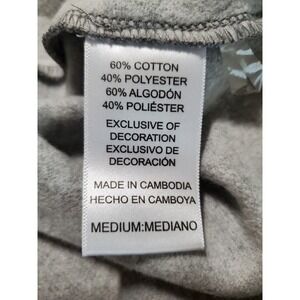 60% COTTON
40% POLYESTER
60% ALGODÓN
40% POLIÉSTER
EXCLUSIVE OF
DECORATION
EXCLUSIVO DE
DECORACIÓN
MADE IN CAMBODIA
HECHO EN CAMBOYA
MEDIUM:MEDIANO